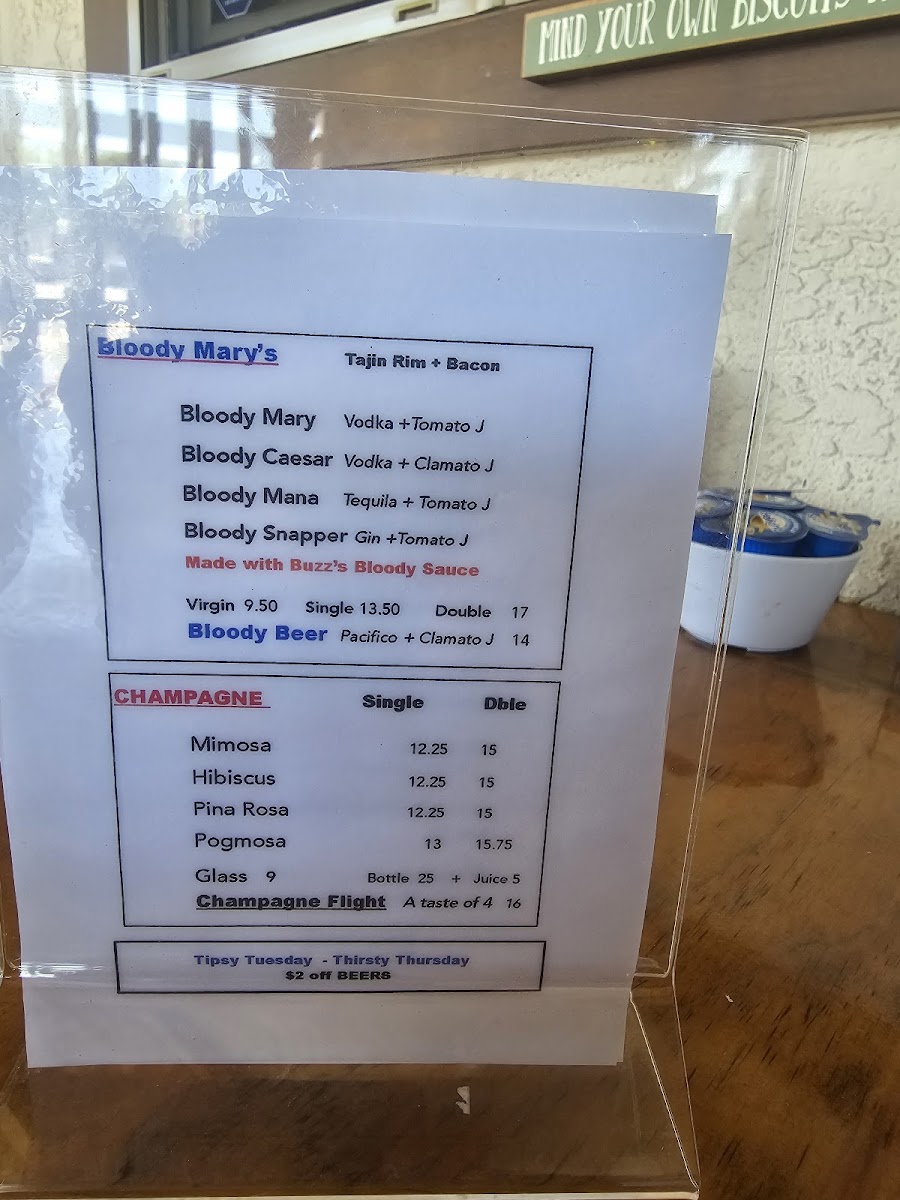 MIND YOUR OWN BISCUITS
Bloody Mary's Tajin Rim + Bacon
Bloody Mary Vodka +Tomato J
Bloody Caesar Vodka + Clamato J
Bloody Mana Tequila + Tomato J
Bloody Snapper Gin +Tomato J
Made with Buzz's Bloody Sauce
Virgin 9.50 Single 13.50 Double 17
Bloody Beer Pacifico + Clamato J 14
CHAMPAGNE Single Dble
Mimosa 12.25 15
Hibiscus 12.25 15
Pina Rosa 12.25 15
Pogmosa 13 15.75
Glass 9 Bottle 25 + Juice 5
Champagne Flight A taste of 4 16
Tipsy Tuesday - Thirsty Thursday
$2 off BEERS